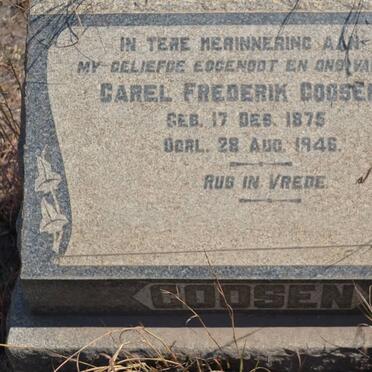 IN TERE HERINNERING AAN
MY GELIEFDE EGGENOOT EN ONS VA
CAREL FREDERIK GOOSEN
GEB. 17 DES. 1875
OORL. 28 AUG. 1946.
RUS IN VREDE.
GOOSEN